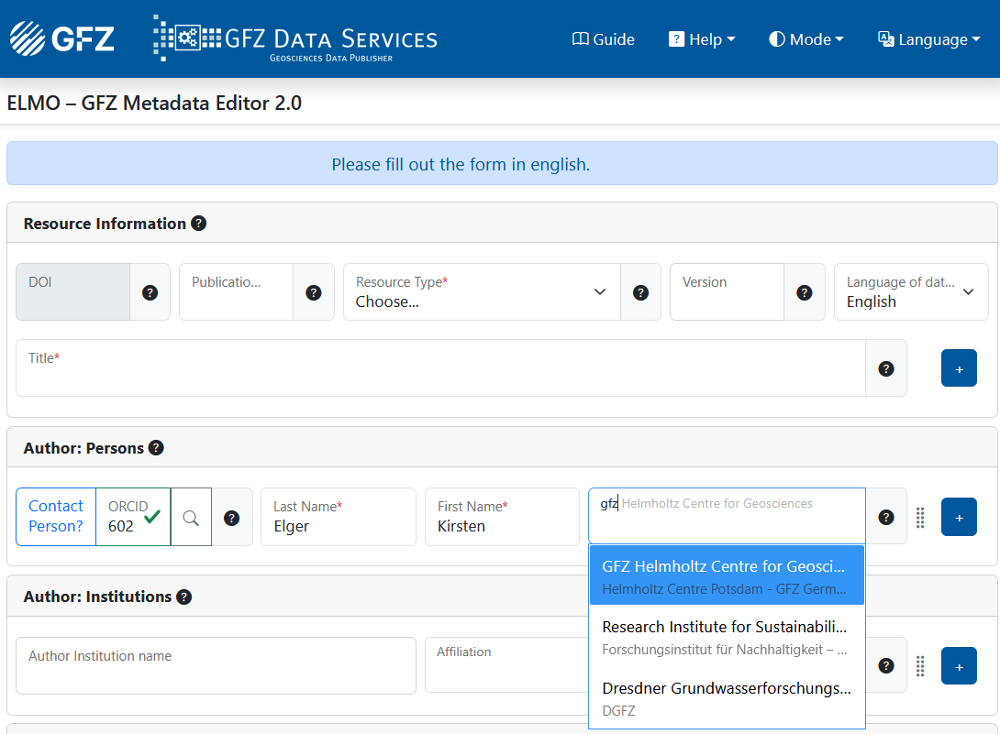 GFZ
GFZ DATA SERVICES
GEOSCIENCES DATA PUBLISHER
Guide
? Help
Mode
Language
ELMO – GFZ Metadata Editor 2.0
Please fill out the form in english.
Resource Information ?
DOI
?
Publicatio...
?
Resource Type*
Choose...
?
Version
?
Language of dat...
English
Title*
?
+
Author: Persons ?
Contact
Person?
ORCID
602
?
Last Name*
Elger
First Name*
Kirsten
gfz Helmholtz Centre for Geosciences
?
+
GFZ Helmholtz Centre for Geosci...
Helmholtz Centre Potsdam - GFZ Germ...
Research Institute for Sustainabili...
Forschungsinstitut für Nachhaltigkeit – ...
Dresdner Grundwasserforschungs...
DGFZ
Author: Institutions ?
Author Institution name
Affiliation
?
+